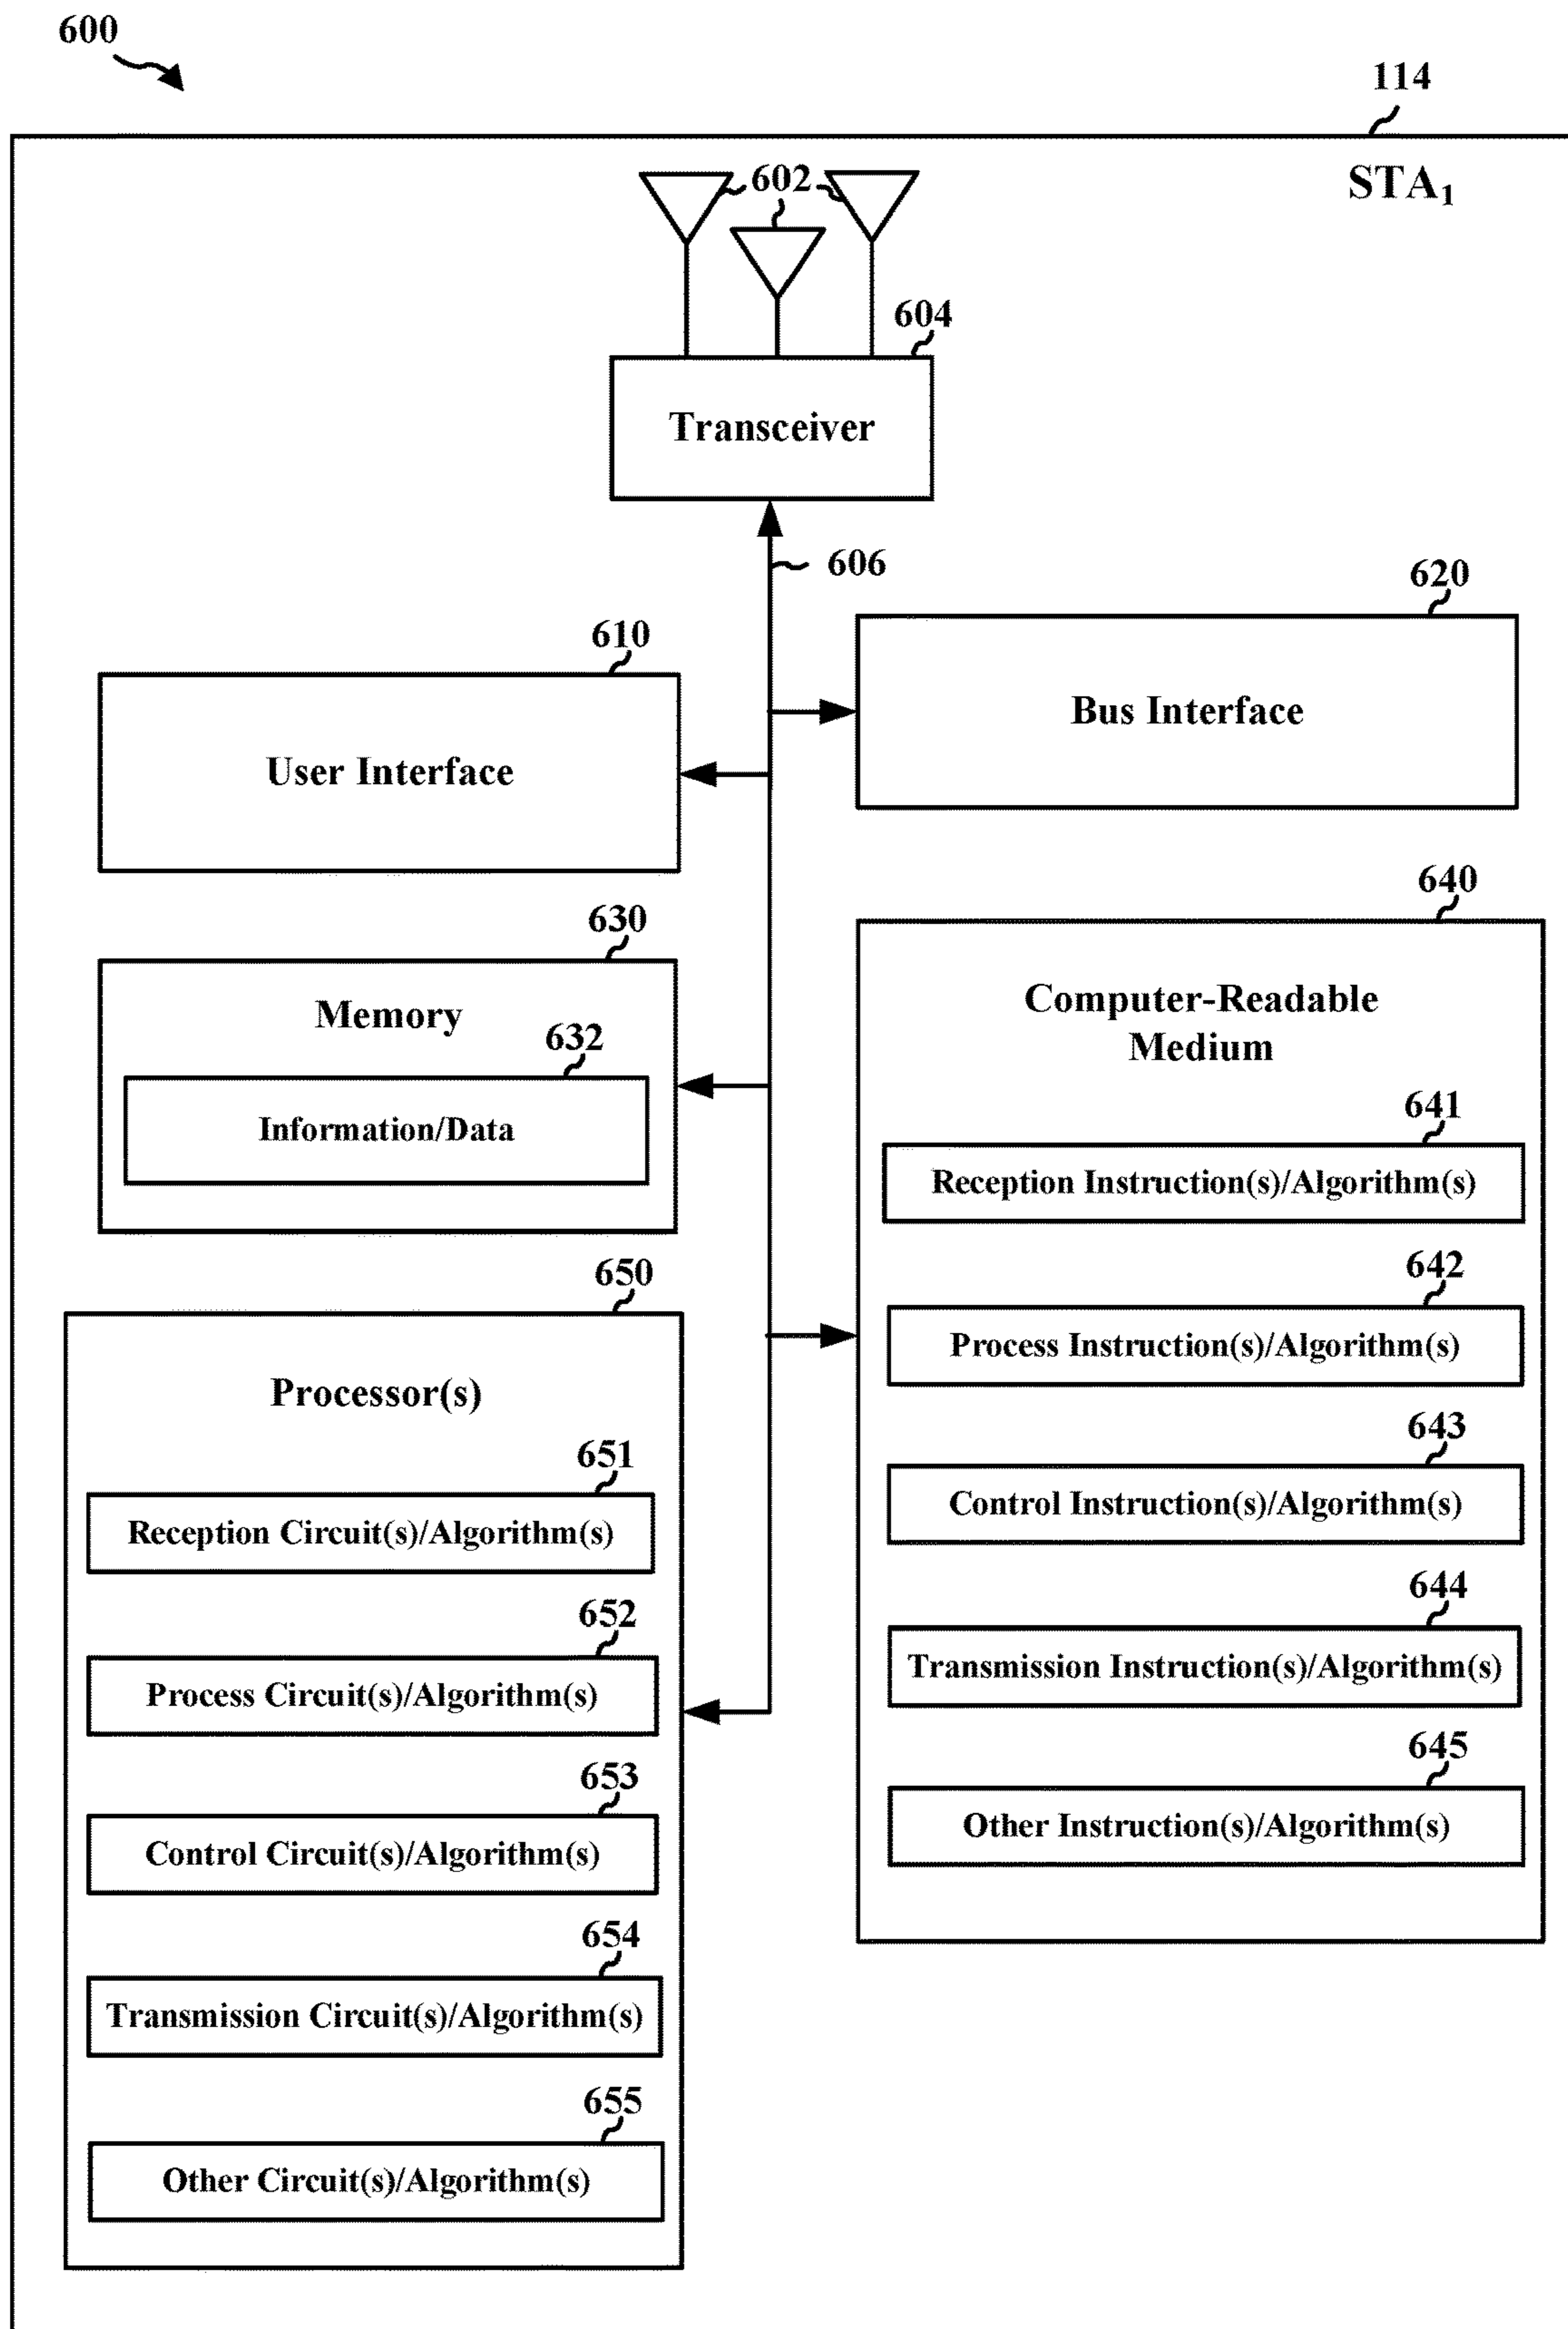 600
114
STA₁
602
604
Transceiver
606
620
610
Bus Interface
User Interface
640
630
Computer-Readable
Medium
Memory
632
Information/Data
641
Reception Instruction(s)/Algorithm(s)
642
Process Instruction(s)/Algorithm(s)
643
Control Instruction(s)/Algorithm(s)
644
Transmission Instruction(s)/Algorithm(s)
645
Other Instruction(s)/Algorithm(s)
650
Processor(s)
651
Reception Circuit(s)/Algorithm(s)
652
Process Circuit(s)/Algorithm(s)
653
Control Circuit(s)/Algorithm(s)
654
Transmission Circuit(s)/Algorithm(s)
655
Other Circuit(s)/Algorithm(s)